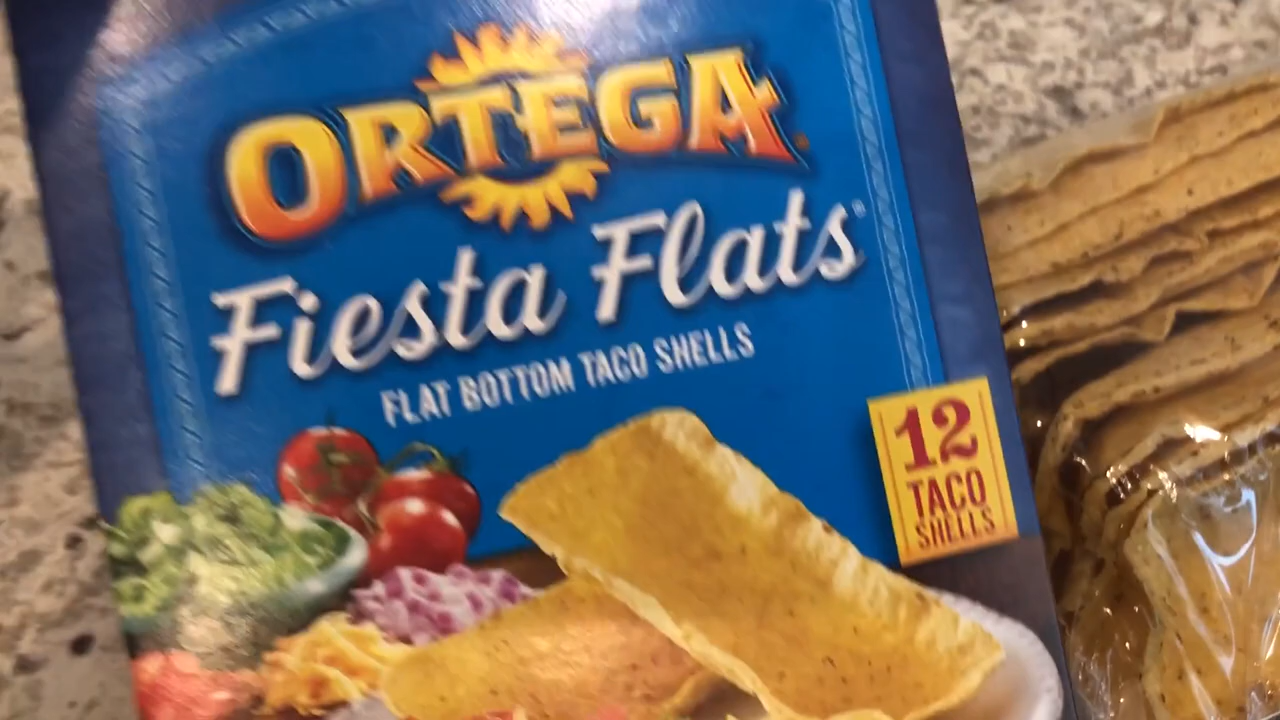 ORTEGA
Fiesta Flats®
FLAT BOTTOM TACO SHELLS
12
TACO
SHELLS